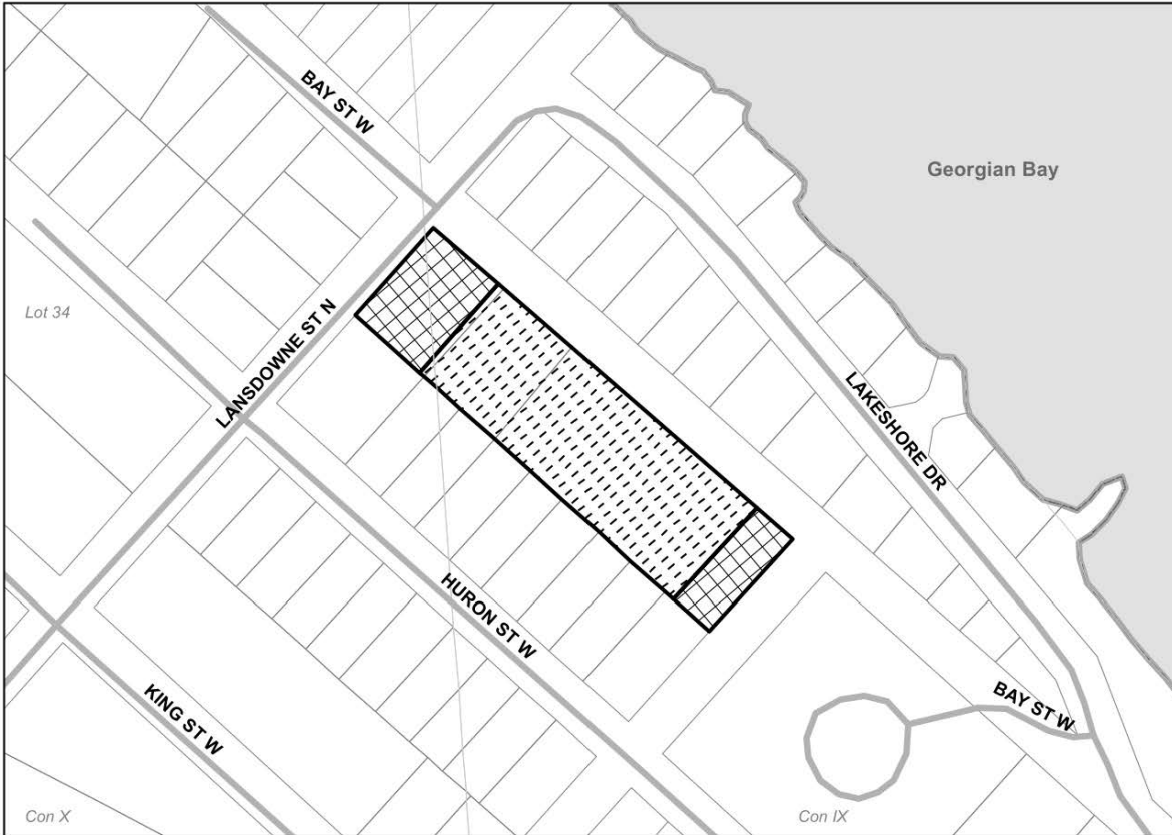 BAY ST W
Georgian Bay
Lot 34
LANSDOWNE ST N
LAKESHORE DR
HURON ST W
KING ST W
BAY ST W
Con X
Con IX